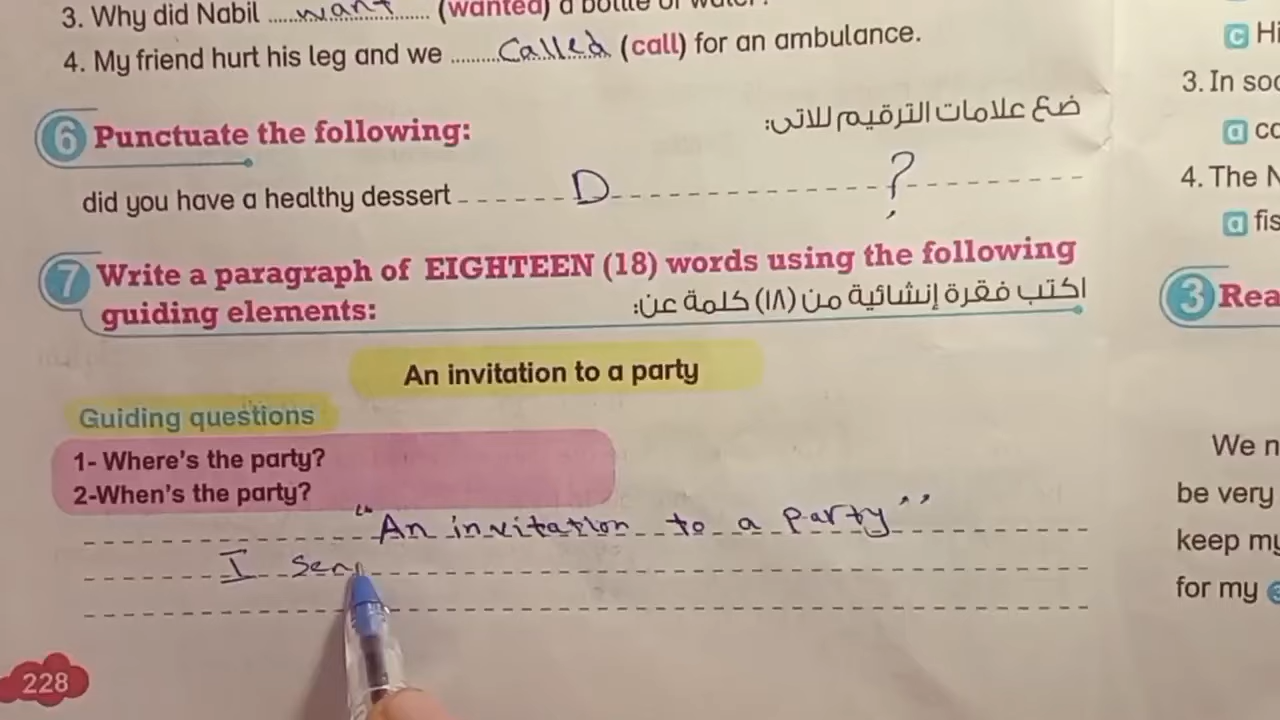 3. Why did Nabil ........want........ (wanted) a bottle of water?
4. My friend hurt his leg and we ........Called.. (call) for an ambulance.
6 Punctuate the following:
ضع علامات الترقيم للاتى:
did you have a healthy dessert D ?
7 Write a paragraph of EIGHTEEN (18) words using the following
guiding elements:
اكتب فقرة إنشائية من (١٨) كلمة عن:
An invitation to a party
Guiding questions
1- Where's the party?
2-When's the party?
"An invitation to a party"
I sen
228
c Hi
3. In soc
a co
4. The N
a fis
3 Rea
We n
be very
keep my
for my